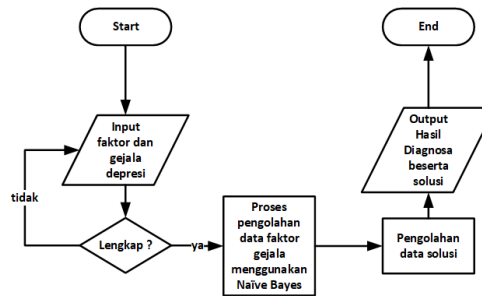 Start
Input
faktor dan
gejala
depresi
tidak
Lengkap ?
ya
Proses
pengolahan
data faktor
gejala
menggunakan
Naïve Bayes
Pengolahan
data solusi
Output
Hasil
Diagnosa
beserta
solusi
End